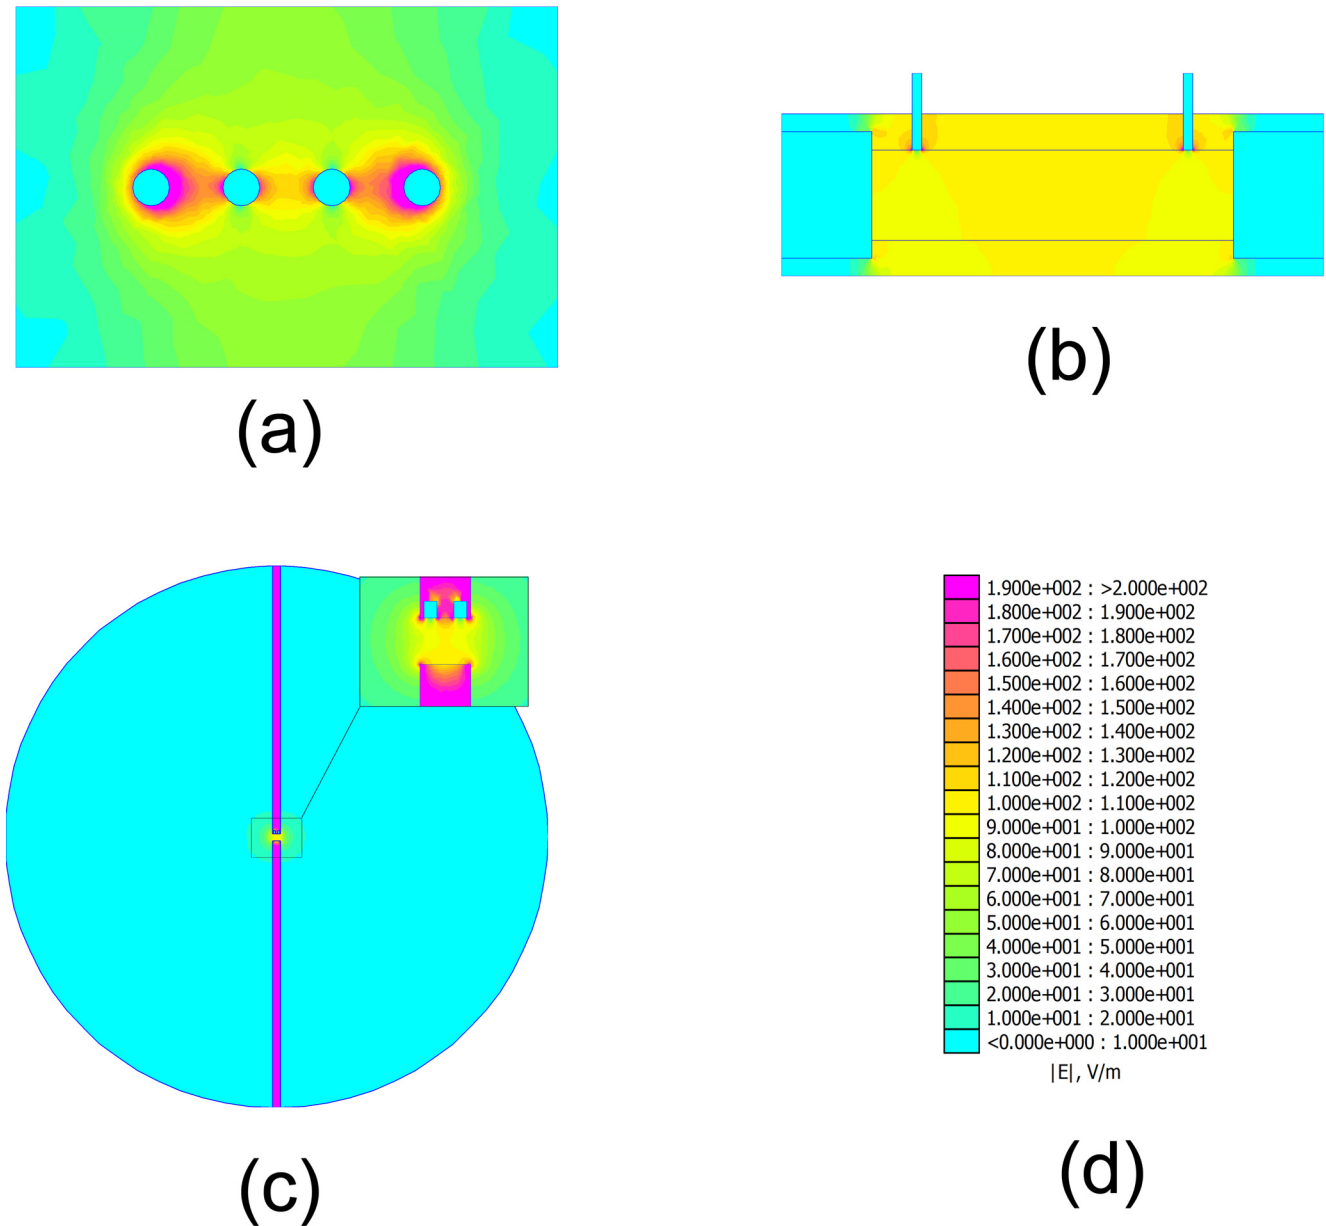 (a)
(b)
1.900e+002 : >2.000e+002
1.800e+002 : 1.900e+002
1.700e+002 : 1.800e+002
1.600e+002 : 1.700e+002
1.500e+002 : 1.600e+002
1.400e+002 : 1.500e+002
1.300e+002 : 1.400e+002
1.200e+002 : 1.300e+002
1.100e+002 : 1.200e+002
1.000e+002 : 1.100e+002
9.000e+001 : 1.000e+002
8.000e+001 : 9.000e+001
7.000e+001 : 8.000e+001
6.000e+001 : 7.000e+001
5.000e+001 : 6.000e+001
4.000e+001 : 5.000e+001
3.000e+001 : 4.000e+001
2.000e+001 : 3.000e+001
1.000e+001 : 2.000e+001
<0.000e+000 : 1.000e+001
|E|, V/m
(c)
(d)